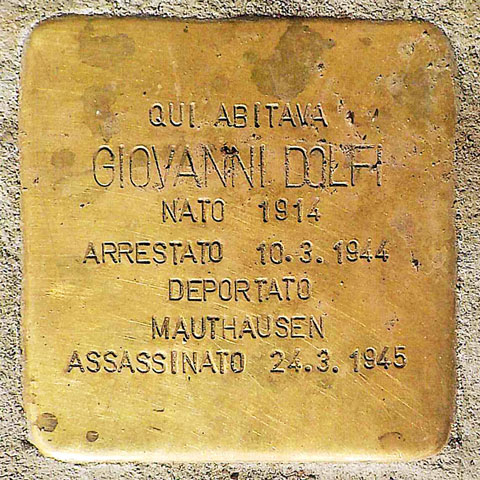 QUI ABITAVA
GIOVANNI DOLFI
NATO 1914
ARRESTATO 10.3.1944
DEPORTATO
MAUTHAUSEN
ASSASSINATO 24.3.1945